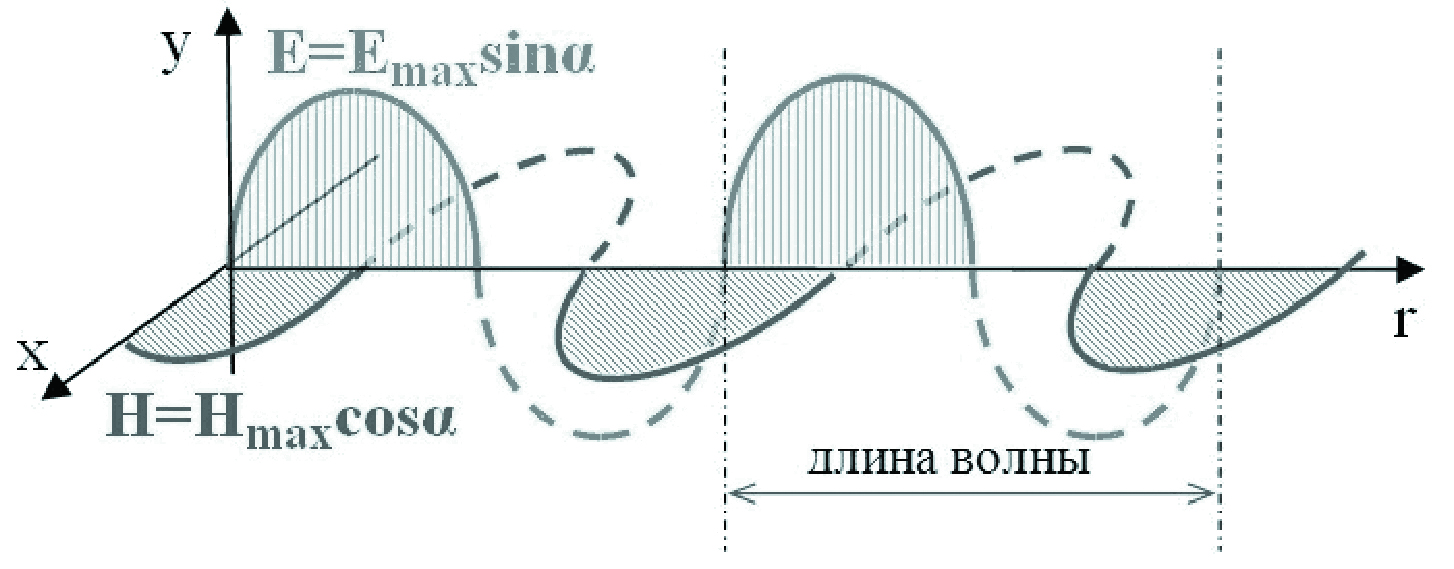 y
E=Emaxsinα
x
r
H=Hmaxcosα
длина волны